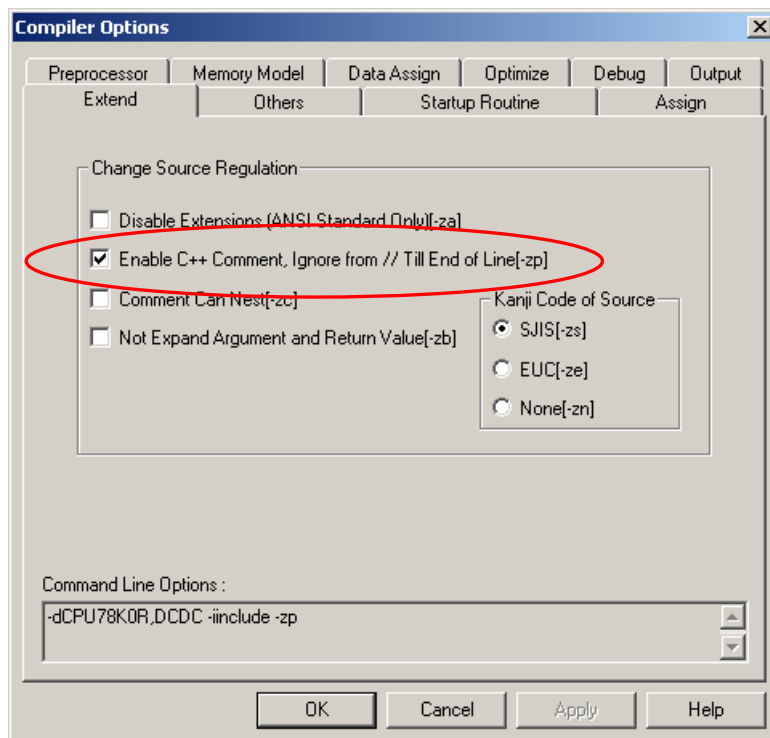 Compiler Options
Preprocessor Memory Model Data Assign Optimize Debug Output
Extend Others Startup Routine Assign
Change Source Regulation
Disable Extensions (ANSI Standard Only)[-za]
Enable C++ Comment, Ignore from // Till End of Line[-zp]
Comment Can Nest[-zc]
Not Expand Argument and Return Value[-zb]
Kanji Code of Source
SJIS[-zs]
EUC[-ze]
None[-zn]
Command Line Options :
-dCPU78K0R,DCDC -iinclude -zp
OK Cancel Apply Help